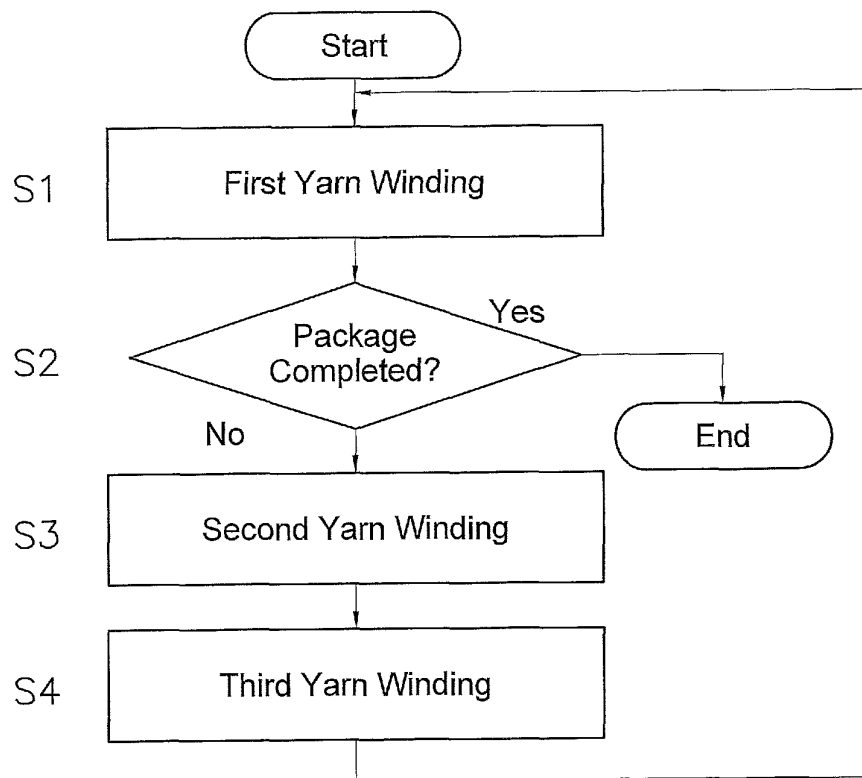 Start
S1
First Yarn Winding
S2
Package
Completed?
Yes
No
End
S3
Second Yarn Winding
S4
Third Yarn Winding